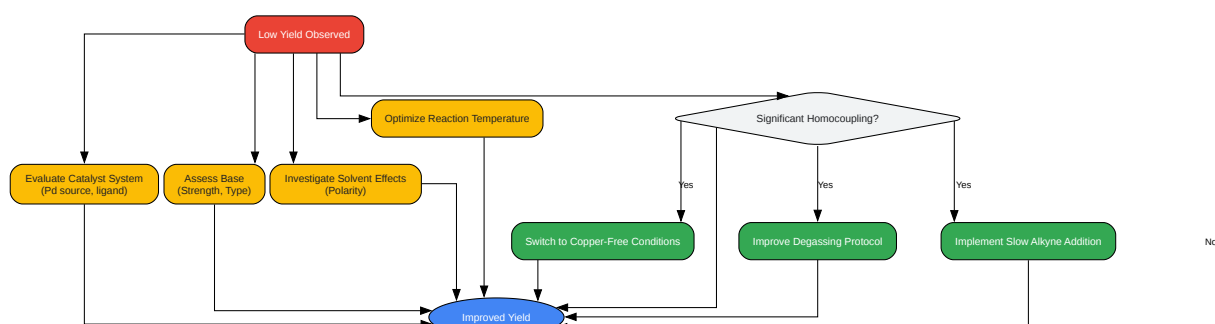 Low Yield Observed
Optimize Reaction Temperature
Significant Homocoupling?
Evaluate Catalyst System
(Pd source, ligand)
Assess Base
(Strength, Type)
Investigate Solvent Effects
(Polarity)
Yes
Yes
Yes
Switch to Copper-Free Conditions
Improve Degassing Protocol
Implement Slow Alkyne Addition
No
Improved Yield